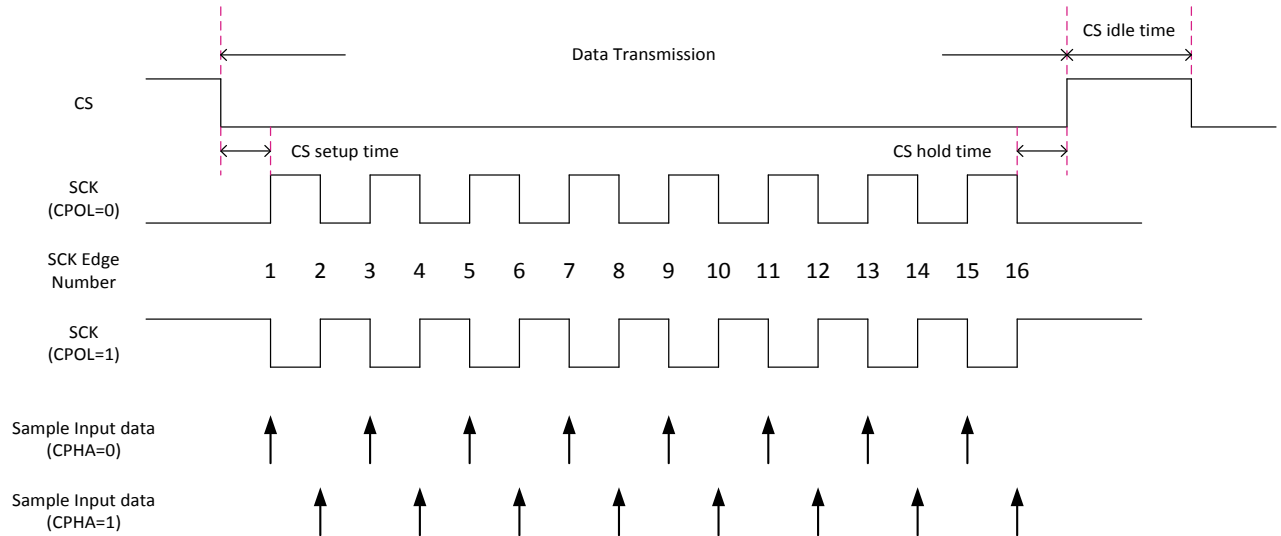 CS idle time
Data Transmission
CS
CS setup time
CS hold time
SCK
(CPOL=0)
SCK Edge
Number
1 2 3 4 5 6 7 8 9 10 11 12 13 14 15 16
SCK
(CPOL=1)
Sample Input data
(CPHA=0)
Sample Input data
(CPHA=1)